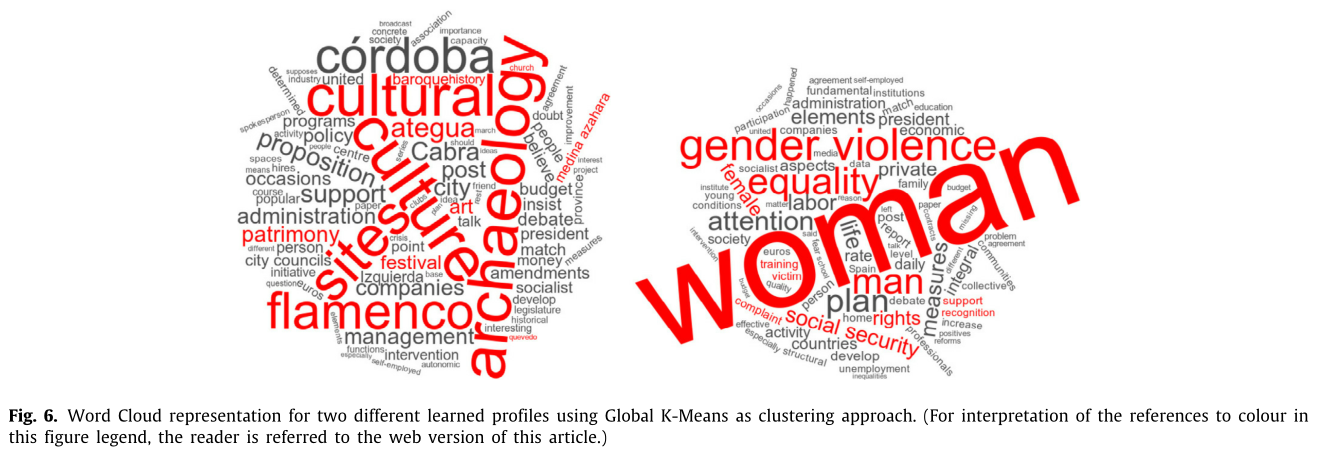 broadcast
concrete
society
association
importance
capacity
córdoba
supposes
industry
united
baroque
history
church
determined
cultural
archaeology
agreement
improvement
medina azahara
spokesperson
programs
activity
policy
ategua
march
doubt
people
believe
proposition
people
centre
series
culture
should
Cabra
ideas
interest
project
spaces
means
hires
post
occasions
city
friend
budget
province
course
popular
support
paper
clubs
plan
idea
rest
art
talk
insist
administration
sites
debate
patrimony
president
different
person
crisis
point
match
measures
city councils
festival
money
initiative
Izquierda
base
amendments
question
euros
companies
socialist
flamenco
develop
legislature
historical
elements
management
interesting
quevedo
functions
especially
intervention
self-employed
autonomic
occasions
happened
agreement
self-employed
fundamental
institutions
administration
match
education
participation
elements
president
united
companies
economic
gender violence
media
female
socialist
aspects
data
private
woman
institute
young
conditions
equality
family
budget
matter
labor
reason
left
paper
contracts
missing
attention
post
society
said
life
report
talk
problem
agreement
intervention
euros
fear
school
rate
level
different
integral
communities
training
victim
Spain
daily
measures
quality
man
collective
budget
person
plan
debate
support
recognition
complaint
social security
home
rights
increase
effective
activity
positives
reforms
especially
structural
countries
professionals
develop
unemployment
inequalities
Fig. 6. Word Cloud representation for two different learned profiles using Global K-Means as clustering approach. (For interpretation of the references to colour in
this figure legend, the reader is referred to the web version of this article.)